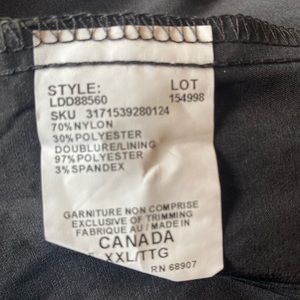 STYLE: LOT
LDD88560 154998
SKU 3171539280124
70%NYLON
30%POLYESTER
DOUBLURE/LINING
97%POLYESTER
3%SPANDEX
GARNITURE NON COMPRISE
EXCLUSIVE OF TRIMMING
FABRIQUE AU / MADE IN
CANADA
XXL/TTG
RN 68907